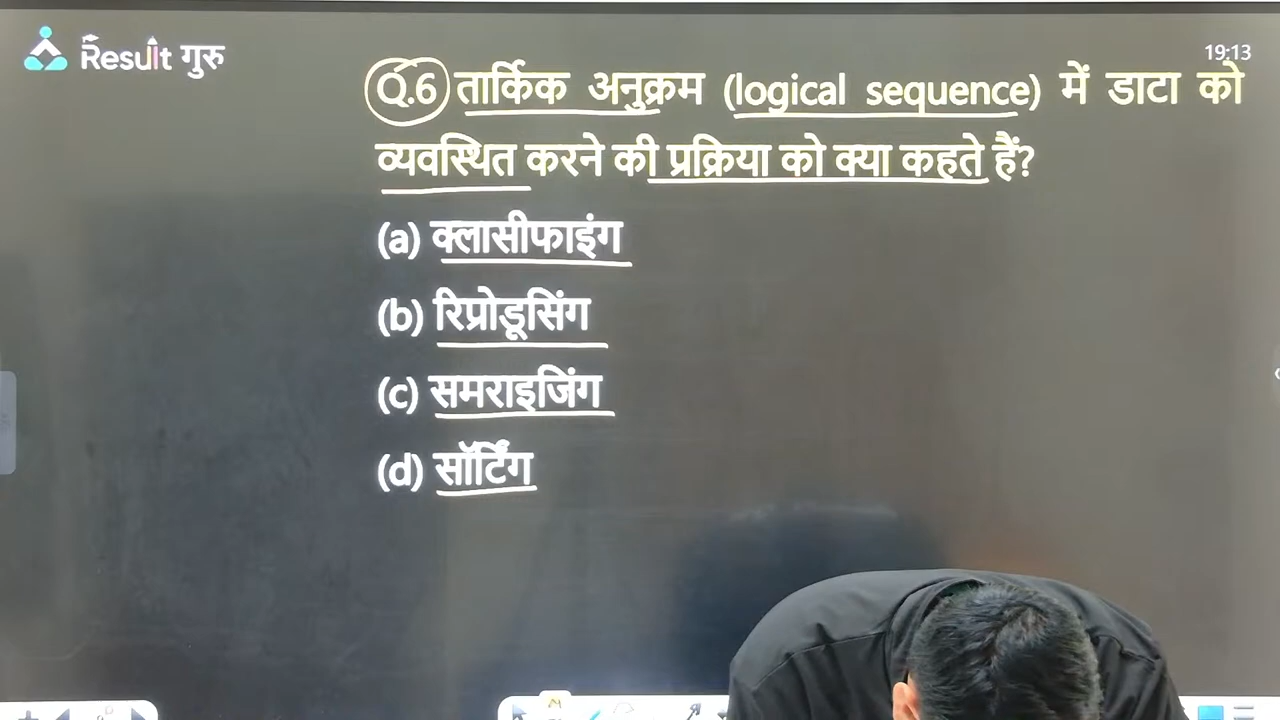 Result गुरु
19:13
Q.6 तार्किक अनुक्रम (logical sequence) में डाटा को
व्यवस्थित करने की प्रक्रिया को क्या कहते हैं?
(a) क्लासीफाइंग
(b) रिप्रोडूसिंग
(c) समराइजिंग
(d) सॉर्टिंग